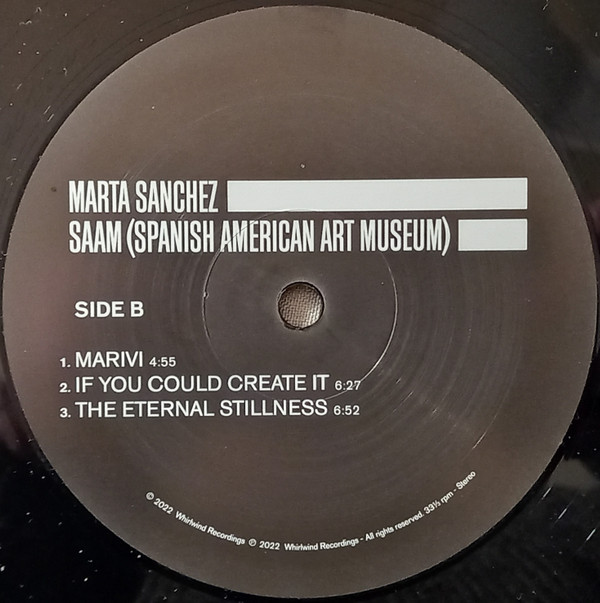 MARTA SANCHEZ
SAAM (SPANISH AMERICAN ART MUSEUM)
SIDE B
1. MARIVI 4:55
2. IF YOU COULD CREATE IT 6:27
3. THE ETERNAL STILLNESS 6:52
© 2022 Whirlwind Recordings © 2022 Whirlwind Recordings - All rights reserved. 33⅓ rpm - Stereo